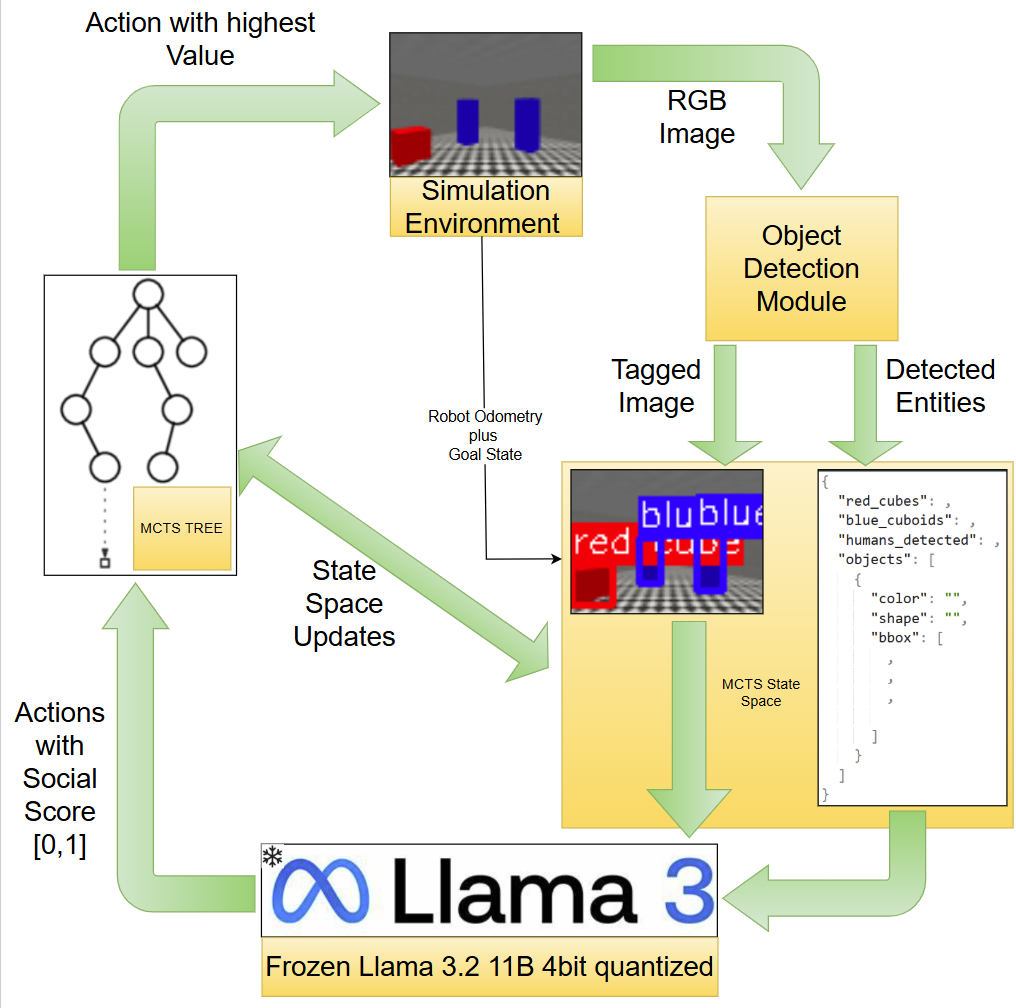 Action with highest
Value
RGB
Image
Simulation
Environment
Object
Detection
Module
Tagged
Image
Detected
Entities
Robot Odometry
plus
Goal State
MCTS TREE
State
Space
Updates
red
cube
blu
blue
{
"red_cubes": ,
"blue_cuboids": ,
"humans_detected": ,
"objects": [
{
"color": "",
"shape": "",
"bbox": [
,
,
,
]
}
]
}
MCTS State
Space
Actions
with
Social
Score
[0,1]
Llama 3
Frozen Llama 3.2 11B 4bit quantized